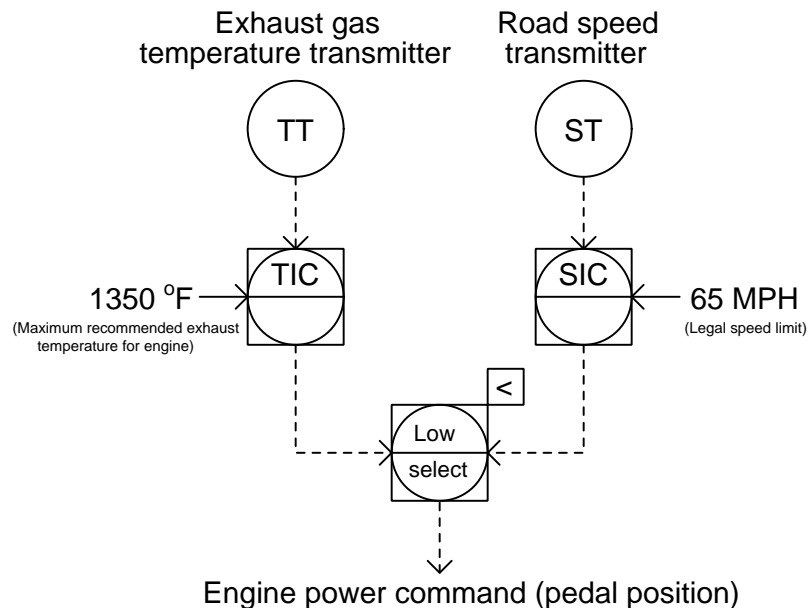 Exhaust gas
temperature transmitter
Road speed
transmitter
TT
ST
TIC
SIC
1350 °F
(Maximum recommended exhaust
temperature for engine)
65 MPH
(Legal speed limit)
<
Low
select
Engine power command (pedal position)